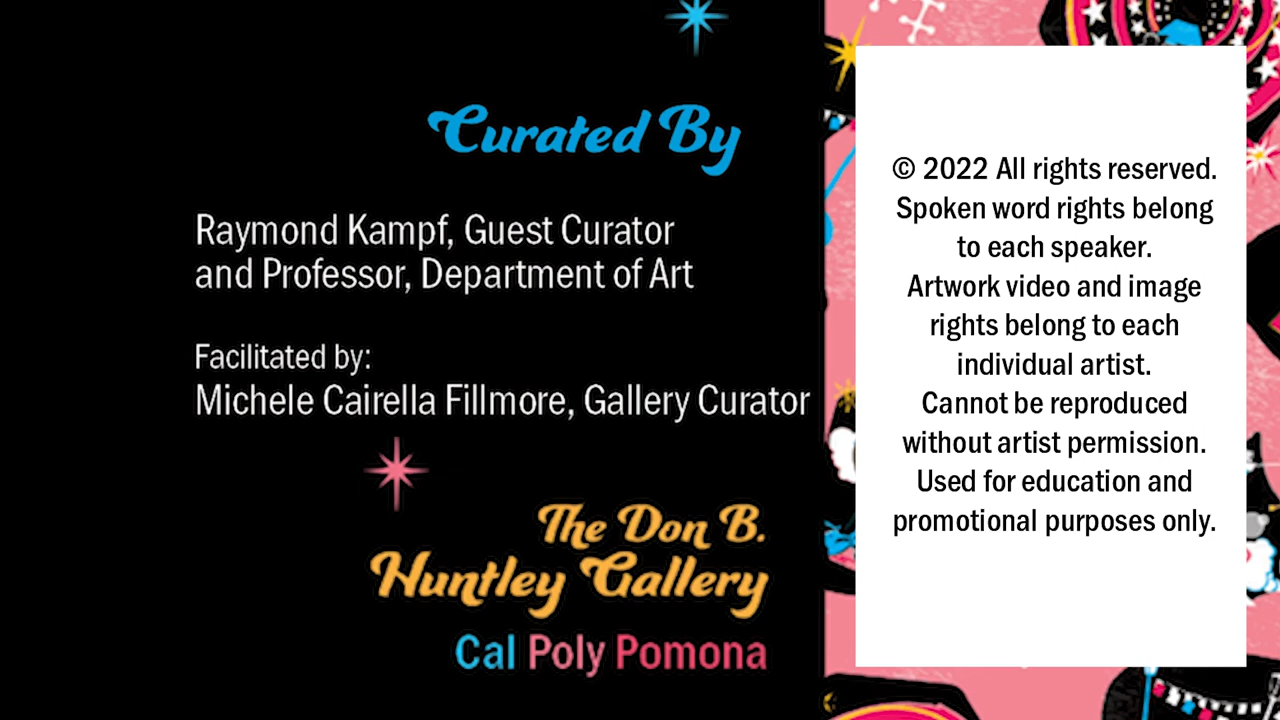 Curated By
Raymond Kampf, Guest Curator
and Professor, Department of Art
Facilitated by:
Michele Cairella Fillmore, Gallery Curator
The Don B.
Huntley Gallery
Cal Poly Pomona
© 2022 All rights reserved.
Spoken word rights belong
to each speaker.
Artwork video and image
rights belong to each
individual artist.
Cannot be reproduced
without artist permission.
Used for education and
promotional purposes only.